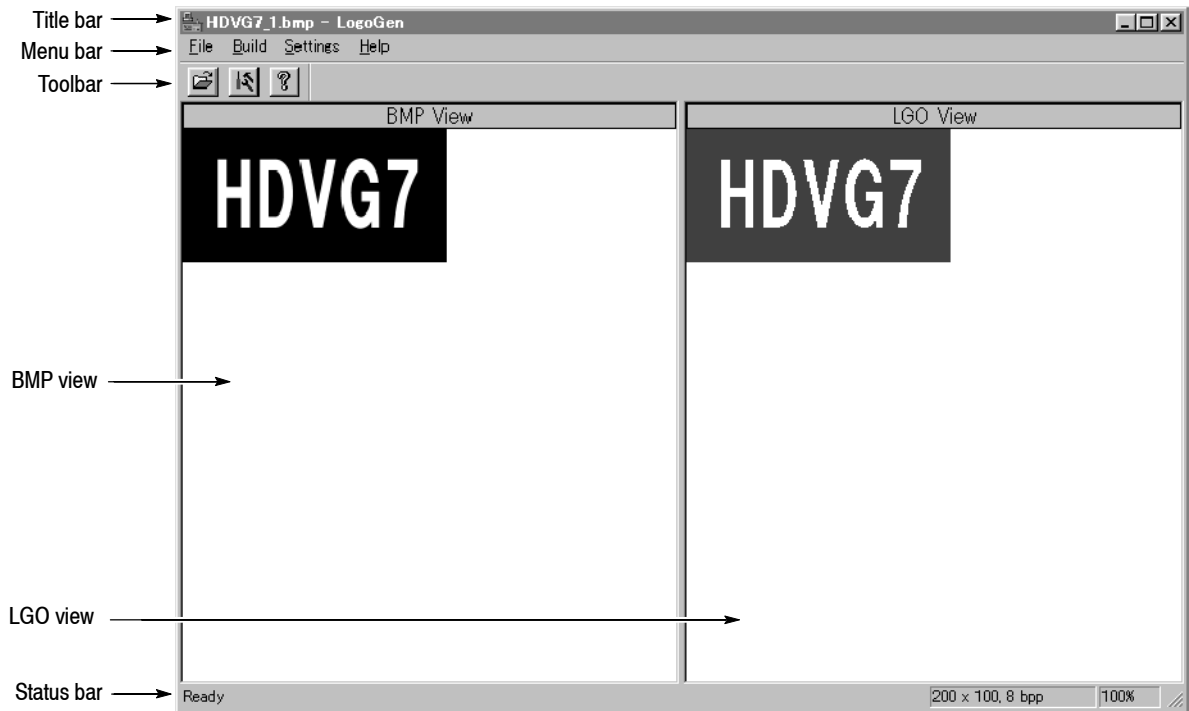 Title bar
HDVG7_1.bmp - LogoGen
Menu bar
File Build Settings Help
Toolbar
BMP View
LGO View
HDVG7
HDVG7
BMP view
LGO view
Status bar
Ready
200 x 100, 8 bpp
100%